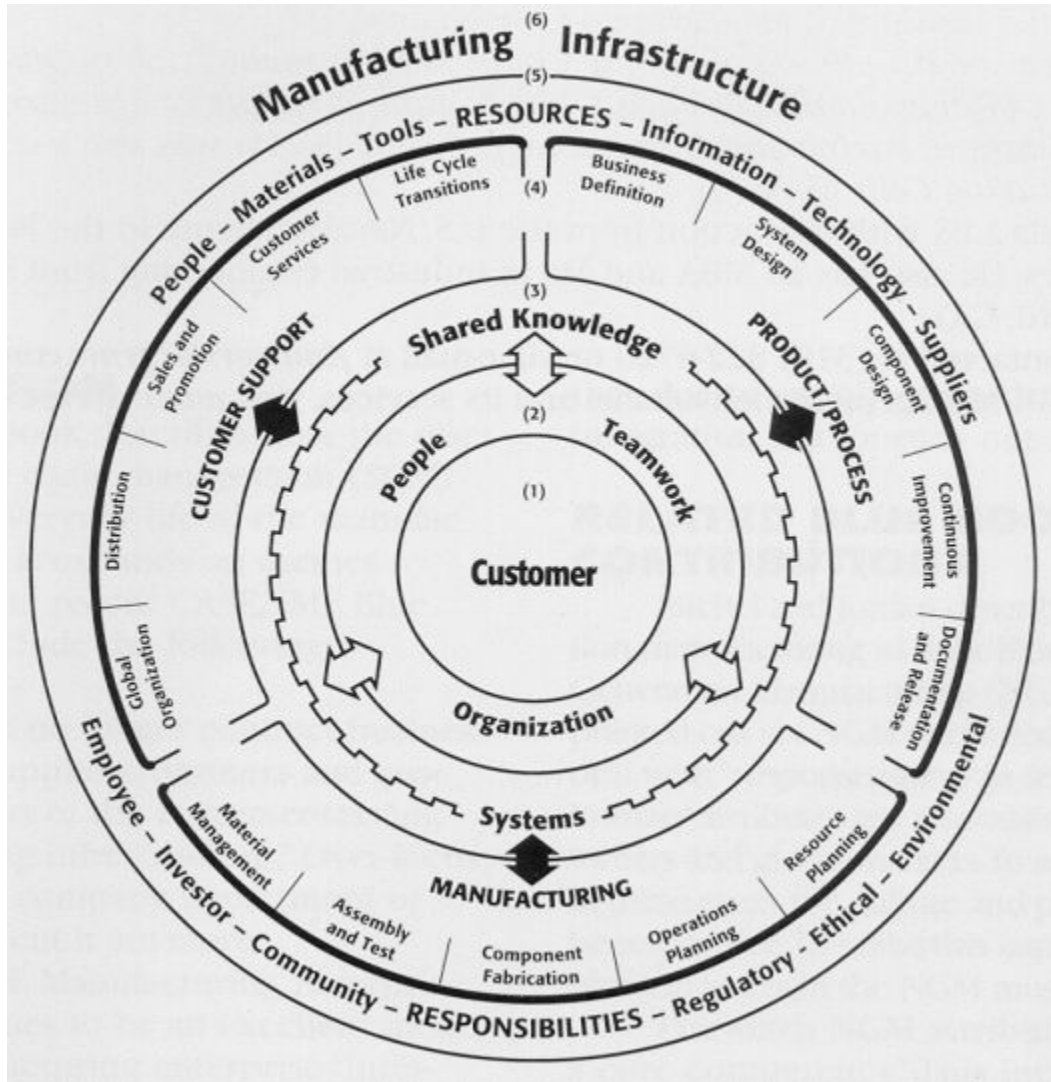 (6)
Manufacturing Infrastructure
(5)
People – Materials – Tools – RESOURCES – Information – Technology – Suppliers
Life Cycle
Transitions
(4)
Business
Definition
Customer
Services
System
Design
Sales and
Promotion
Component
Design
Distribution
Continuous
Improvement
Global
Organization
Documentation
and Release
CUSTOMER SUPPORT
PRODUCT/PROCESS
(3)
Shared Knowledge
(2)
People
Teamwork
(1)
Customer
Organization
Systems
MANUFACTURING
Material
Management
Assembly
and Test
Component
Fabrication
Operations
Planning
Resource
Planning
Employee – Investor – Community – RESPONSIBILITIES – Regulatory – Ethical – Environmental